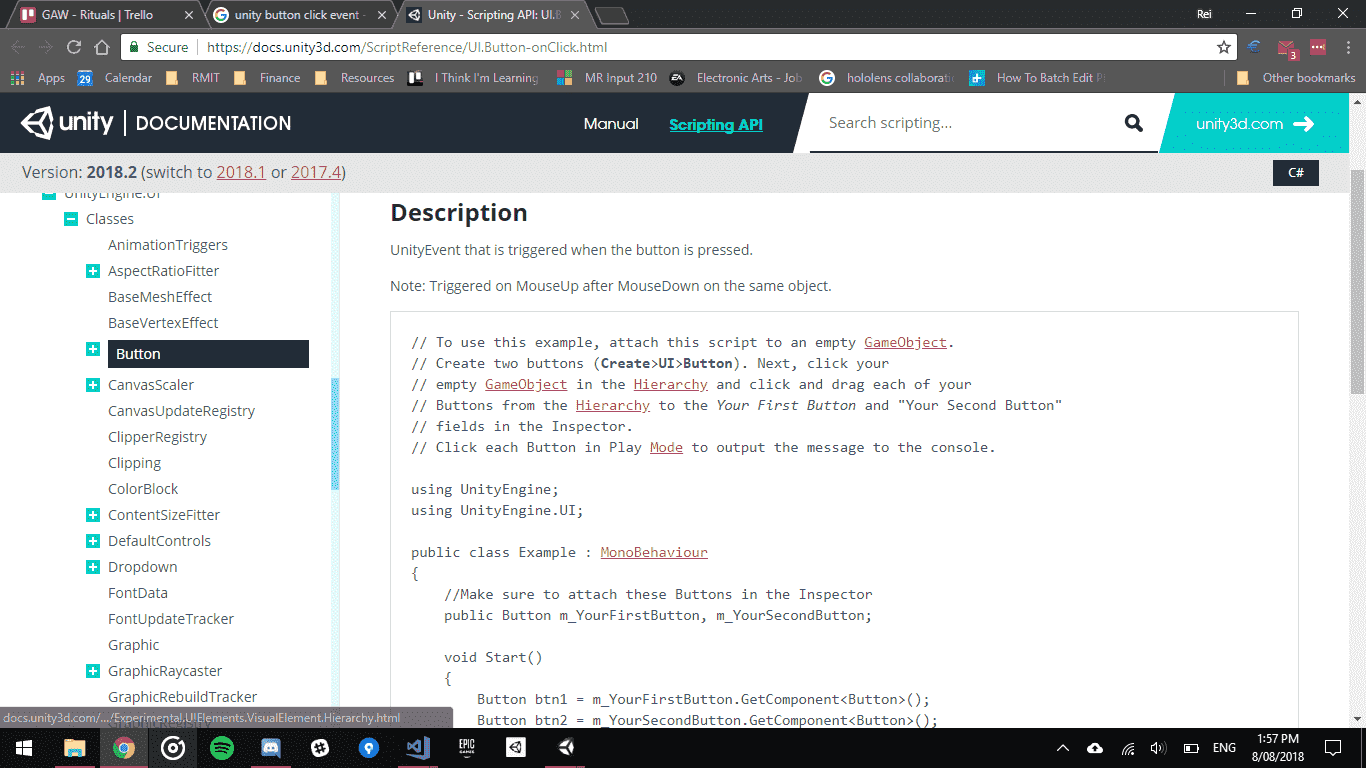 GAW - Rituals | Trello
unity button click event -
Unity - Scripting API: UI.B
Rei
Secure
https://docs.unity3d.com/ScriptReference/UI.Button-onClick.html
3
Apps
29
Calendar
RMIT
Finance
Resources
I Think I'm Learning
MR Input 210
EA
Electronic Arts - Job
hololens collaborati
How To Batch Edit P
Other bookmarks
unity | DOCUMENTATION
Manual
Scripting API
Search scripting...
unity3d.com
Version: 2018.2 (switch to 2018.1 or 2017.4)
C#
UnityEngine.UI
Classes
AnimationTriggers
AspectRatioFitter
BaseMeshEffect
BaseVertexEffect
Button
CanvasScaler
CanvasUpdateRegistry
ClipperRegistry
Clipping
ColorBlock
ContentSizeFitter
DefaultControls
Dropdown
FontData
FontUpdateTracker
Graphic
GraphicRaycaster
GraphicRebuildTracker
docs.unity3d.com/.../Experimental.UIElements.VisualElement.Hierarchy.html
Description
UnityEvent that is triggered when the button is pressed.
Note: Triggered on MouseUp after MouseDown on the same object.
// To use this example, attach this script to an empty GameObject.
// Create two buttons (Create>UI>Button). Next, click your
// empty GameObject in the Hierarchy and click and drag each of your
// Buttons from the Hierarchy to the Your First Button and "Your Second Button"
// fields in the Inspector.
// Click each Button in Play Mode to output the message to the console.
using UnityEngine;
using UnityEngine.UI;
public class Example : MonoBehaviour
{
//Make sure to attach these Buttons in the Inspector
public Button m_YourFirstButton, m_YourSecondButton;
void Start()
{
Button btn1 = m_YourFirstButton.GetComponent<Button>();
Button btn2 = m_YourSecondButton.GetComponent<Button>();
EPIC
GAMES
ENG
1:57 PM
8/08/2018